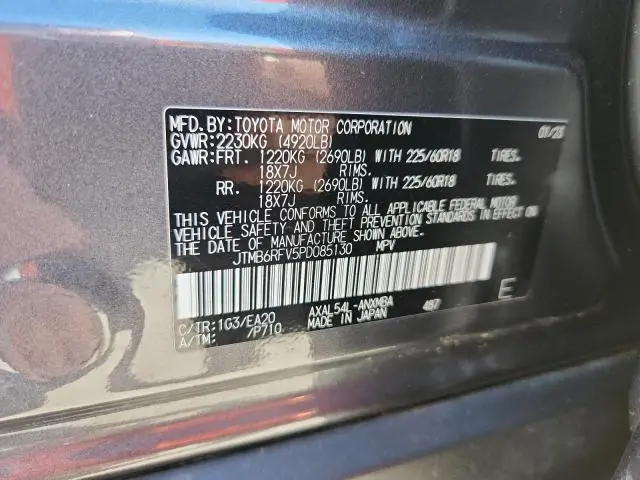 MFD. BY: TOYOTA MOTOR CORPORATION 01/23
GVWR: 2230KG (4920LB)
GAWR: FRT. 1220KG (2690LB) WITH 225/60R18 TIRES.
18X7J RIMS.
RR. 1220KG (2690LB) WITH 225/60R18 TIRES.
18X7J RIMS.
THIS VEHICLE CONFORMS TO ALL APPLICABLE FEDERAL MOTOR
VEHICLE SAFETY AND THEFT PREVENTION STANDARDS IN EFFECT ON
THE DATE OF MANUFACTURE SHOWN ABOVE.
JTMB6RFV5PD085130 MPV
C/TR: 1G3/EA20 AXAL54L-ANXMBA 487 E
A/TM: /P710 MADE IN JAPAN